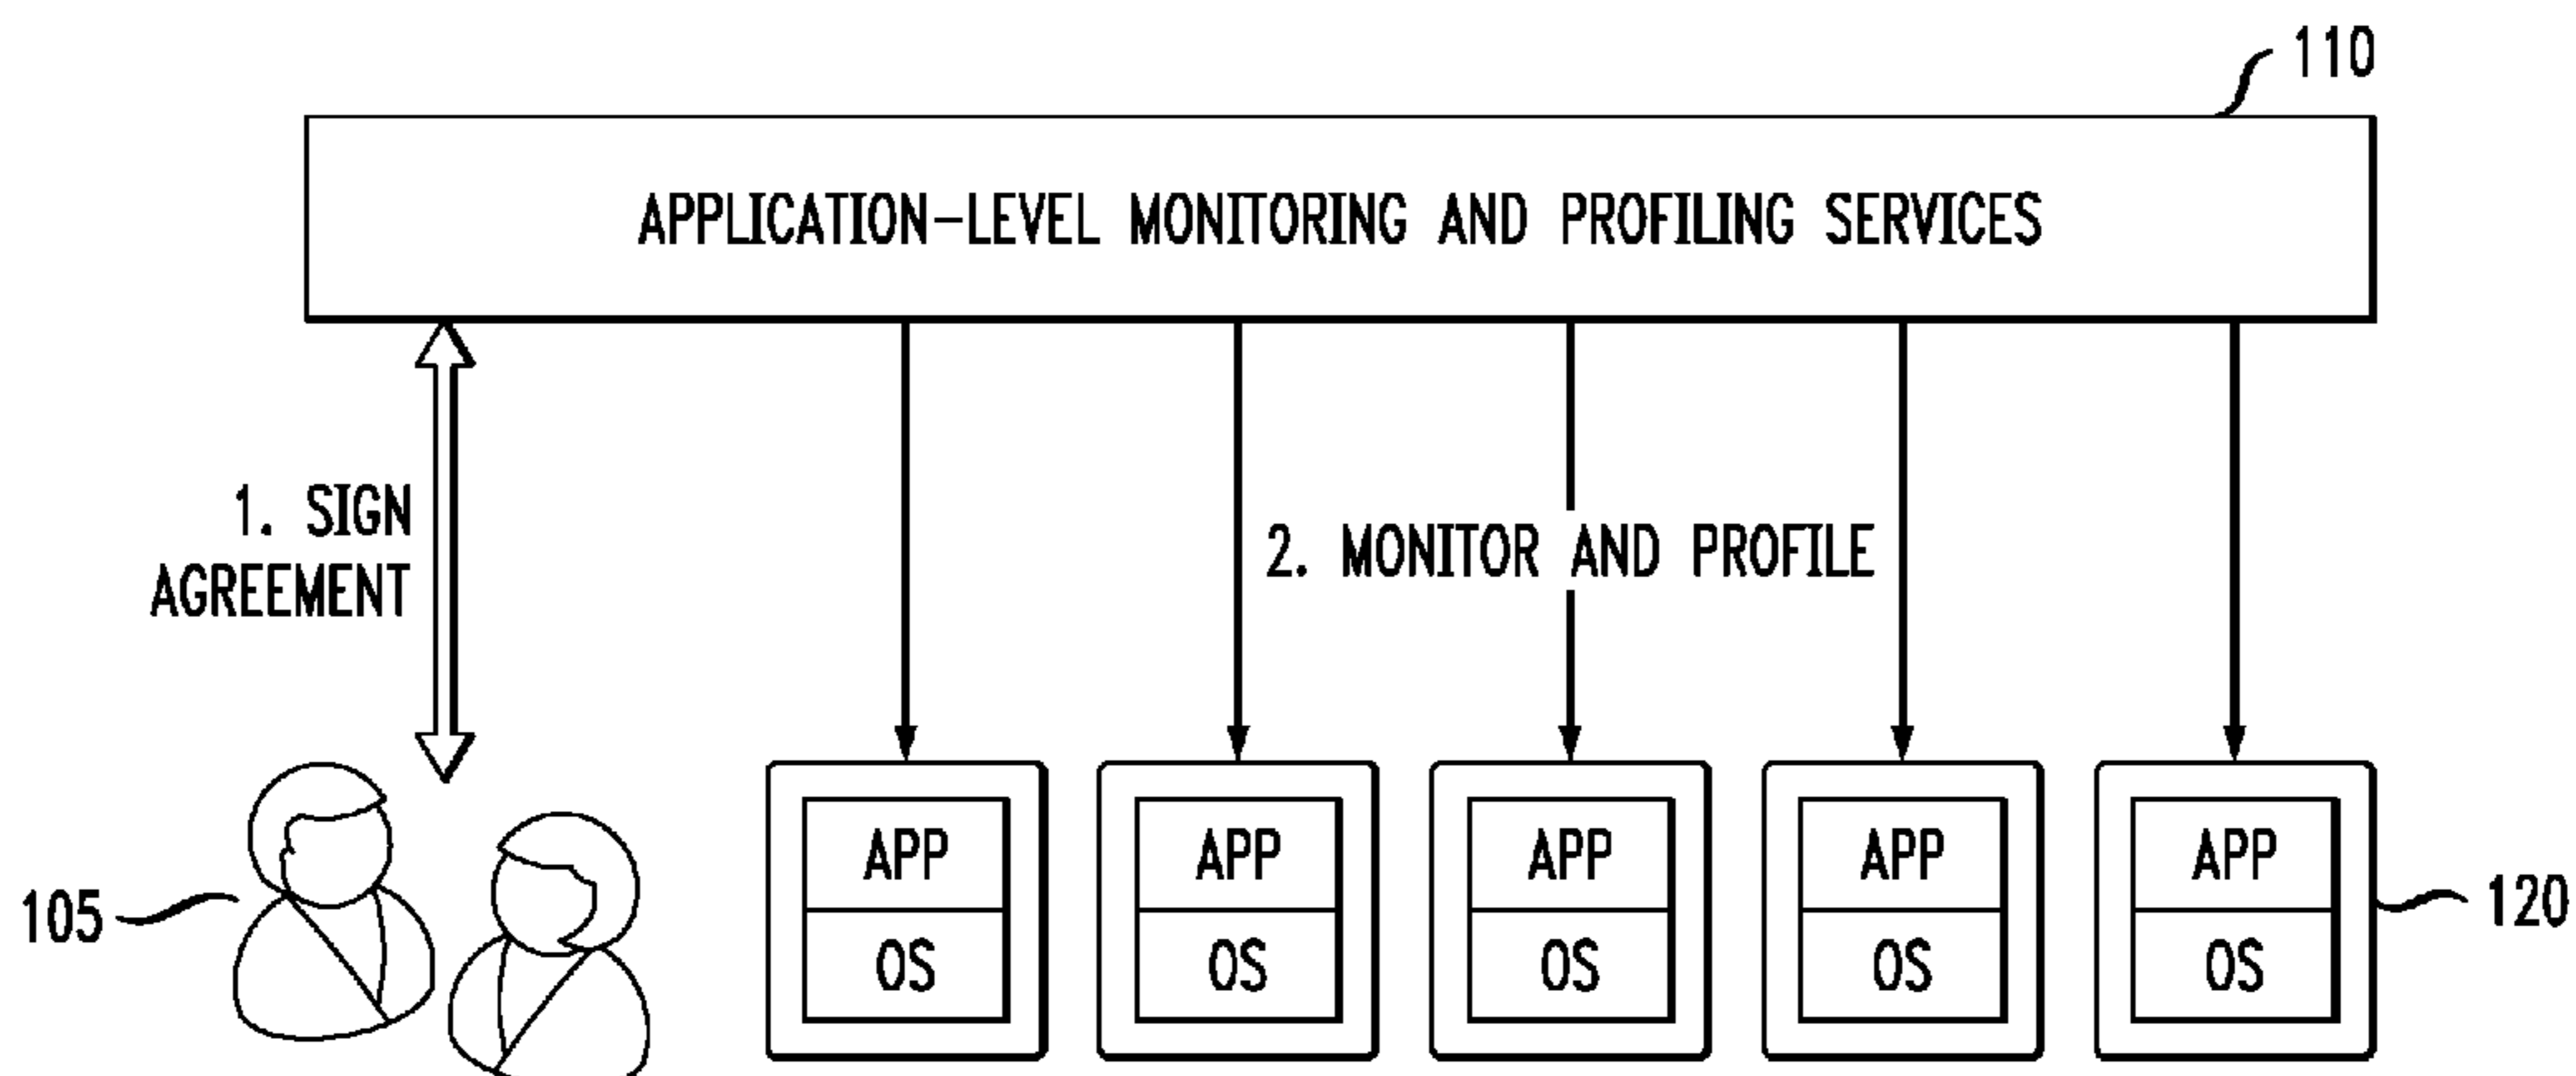 110
APPLICATION-LEVEL MONITORING AND PROFILING SERVICES
1. SIGN
AGREEMENT
2. MONITOR AND PROFILE
105
APP
OS
APP
OS
APP
OS
APP
OS
APP
OS
120